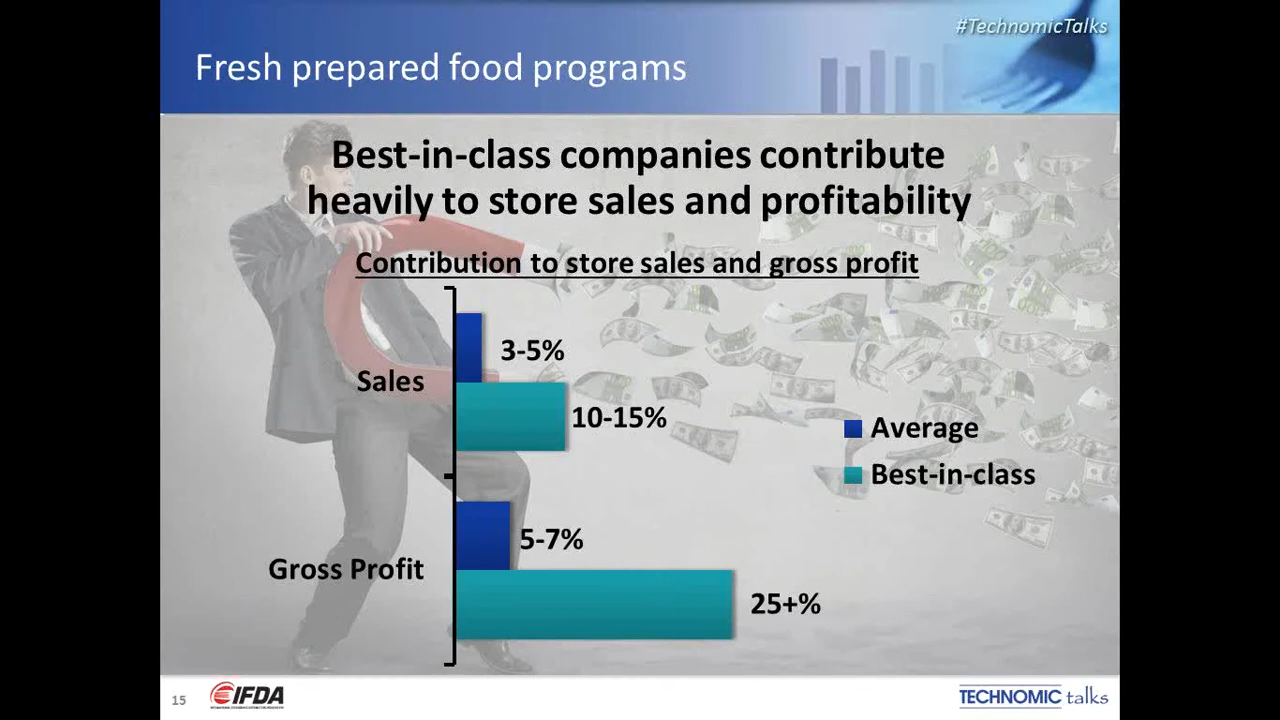 #TechnomicTalks
Fresh prepared food programs
Best-in-class companies contribute
heavily to store sales and profitability
Contribution to store sales and gross profit
3-5%
Sales
10-15%
Average
Best-in-class
5-7%
Gross Profit
25+%
15
IFDA
TECHNOMIC talks